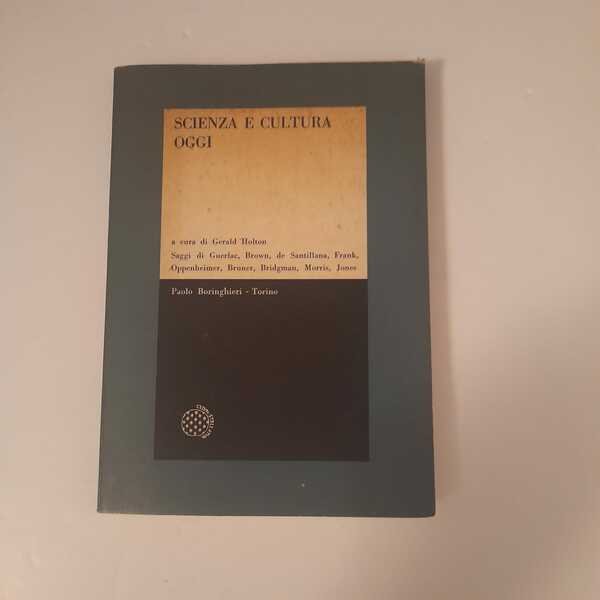 SCIENZA E CULTURA
OGGI
a cura di Gerald Holton
Saggi di Guerlac, Brown, de Santillana, Frank,
Oppenheimer, Bruner, Bridgman, Morris, Jones
Paolo Boringhieri - Torino